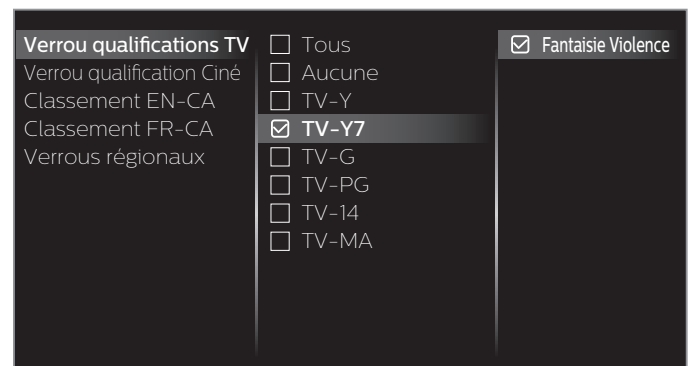 Verrou qualifications TV
Verrou qualification Ciné
Classement EN-CA
Classement FR-CA
Verrous régionaux
Tous
Aucune
TV-Y
TV-Y7
TV-G
TV-PG
TV-14
TV-MA
Fantaisie Violence